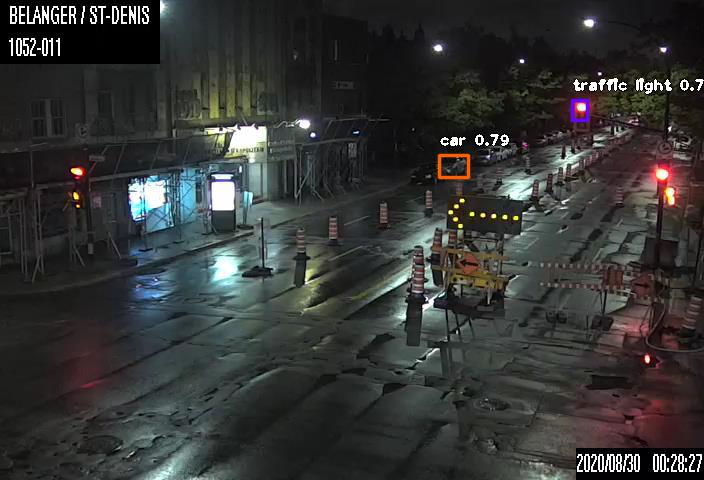 BELANGER / ST-DENIS
1052-011
traffic light 0.7
car 0.79
2020/08/30 00:28:27